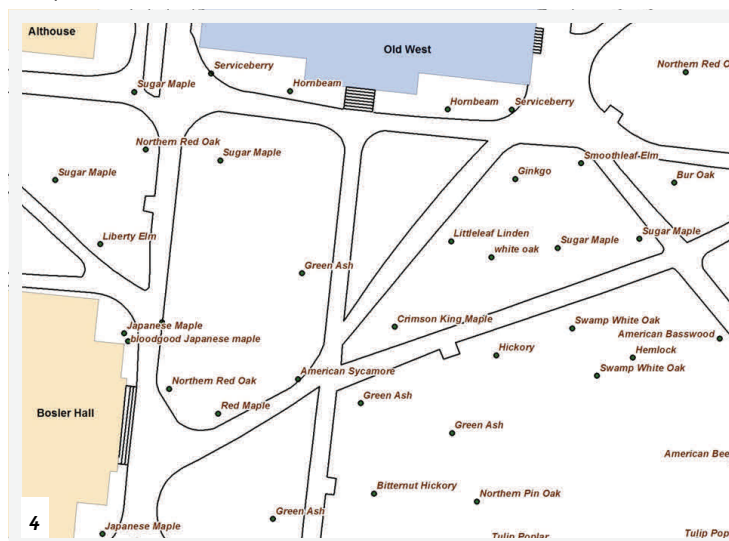 Althouse
Old West
Serviceberry
Northern Red O
Sugar Maple
Hornbeam
Hornbeam
Serviceberry
Northern Red Oak
Sugar Maple
Smoothleaf-Elm
Sugar Maple
Ginkgo
Bur Oak
Liberty Elm
Littleleaf Linden
Sugar Maple
white oak
Sugar Maple
Green Ash
Crimson King Maple
Swamp White Oak
Japanese Maple
bloodgood Japanese maple
American Basswood
Hickory
Hemlock
Swamp White Oak
American Sycamore
Northern Red Oak
Green Ash
Red Maple
Bosler Hall
Green Ash
American Bee
Bitternut Hickory
Northern Pin Oak
Green Ash
4
Japanese Maple
Tulip Poplar
Tulip Pop